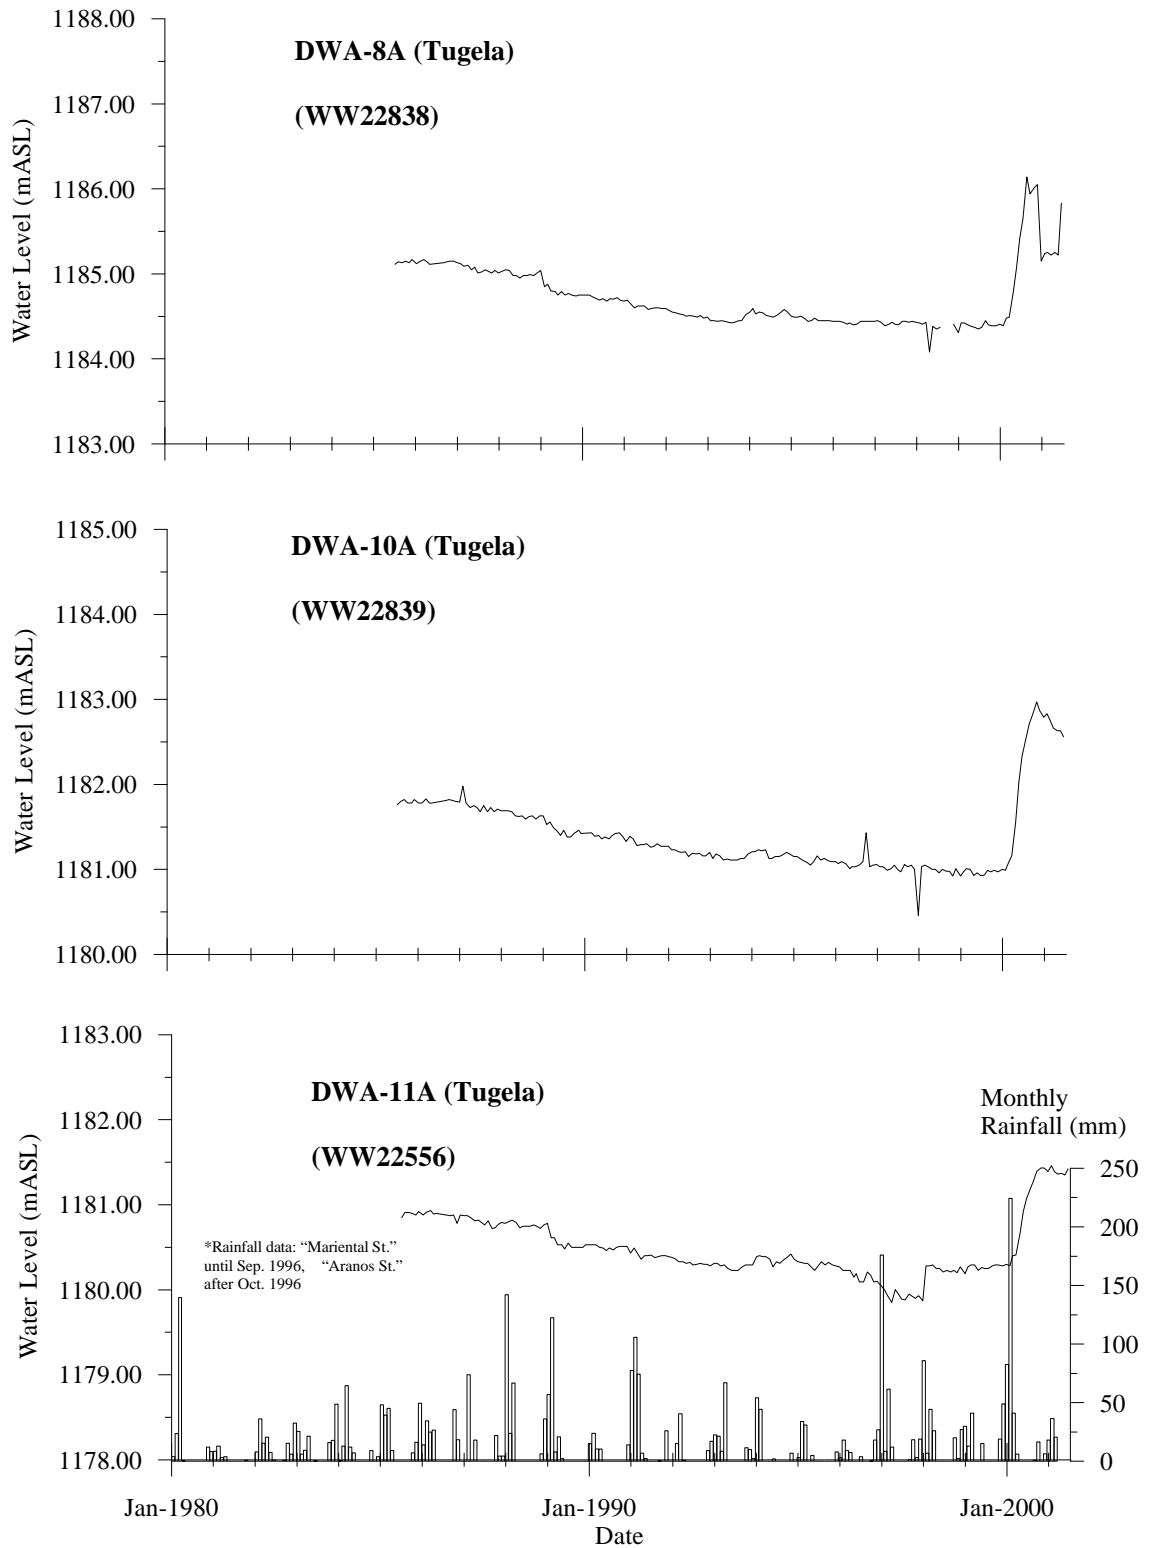 1188.00
DWA-8A (Tugela)
(WW22838)
1187.00
1186.00
1185.00
1184.00
1183.00
Water Level (mASL)
1185.00
DWA-10A (Tugela)
(WW22839)
1184.00
1183.00
1182.00
1181.00
1180.00
Water Level (mASL)
1183.00
DWA-11A (Tugela)
(WW22556)
1182.00
1181.00
1180.00
1179.00
1178.00
Water Level (mASL)
Monthly
Rainfall (mm)
250
200
150
100
50
0
*Rainfall data: “Mariental St.”
until Sep. 1996, “Aranos St.”
after Oct. 1996
Jan-1980 Jan-1990 Jan-2000
Date